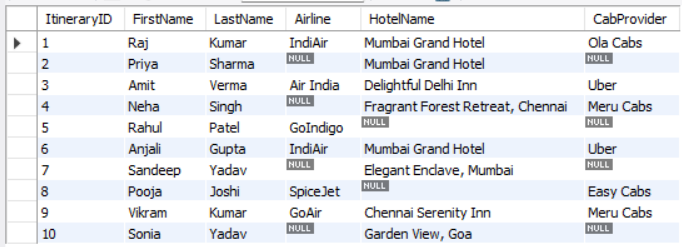 ItineraryID FirstName LastName Airline HotelName CabProvider
1 Raj Kumar IndiAir Mumbai Grand Hotel Ola Cabs
2 Priya Sharma NULL Mumbai Grand Hotel NULL
3 Amit Verma Air India Delightful Delhi Inn Uber
4 Neha Singh NULL Fragrant Forest Retreat, Chennai Meru Cabs
5 Rahul Patel GoIndigo NULL NULL
6 Anjali Gupta IndiAir Mumbai Grand Hotel Uber
7 Sandeep Yadav NULL Elegant Enclave, Mumbai NULL
8 Pooja Joshi SpiceJet NULL Easy Cabs
9 Vikram Kumar GoAir Chennai Serenity Inn Meru Cabs
10 Sonia Yadav NULL Garden View, Goa NULL